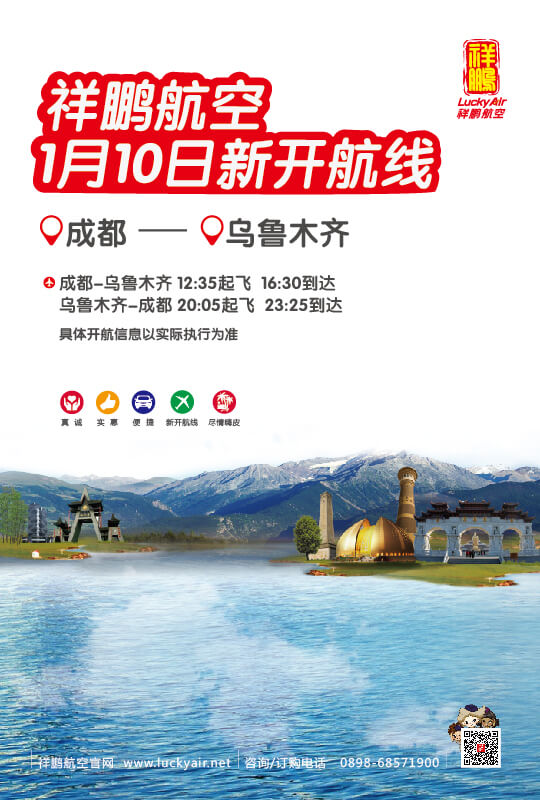 祥鹏
LuckyAir
祥鹏航空
祥鹏航空
1月10日新开航线
成都 — 乌鲁木齐
成都-乌鲁木齐 12:35起飞 16:30到达
乌鲁木齐-成都 20:05起飞 23:25到达
具体开航信息以实际执行为准
真诚 实惠 便捷 新开航线 尽情嗨皮
祥鹏航空官网 www.luckyair.net 咨询/订购电话 0898-68571900